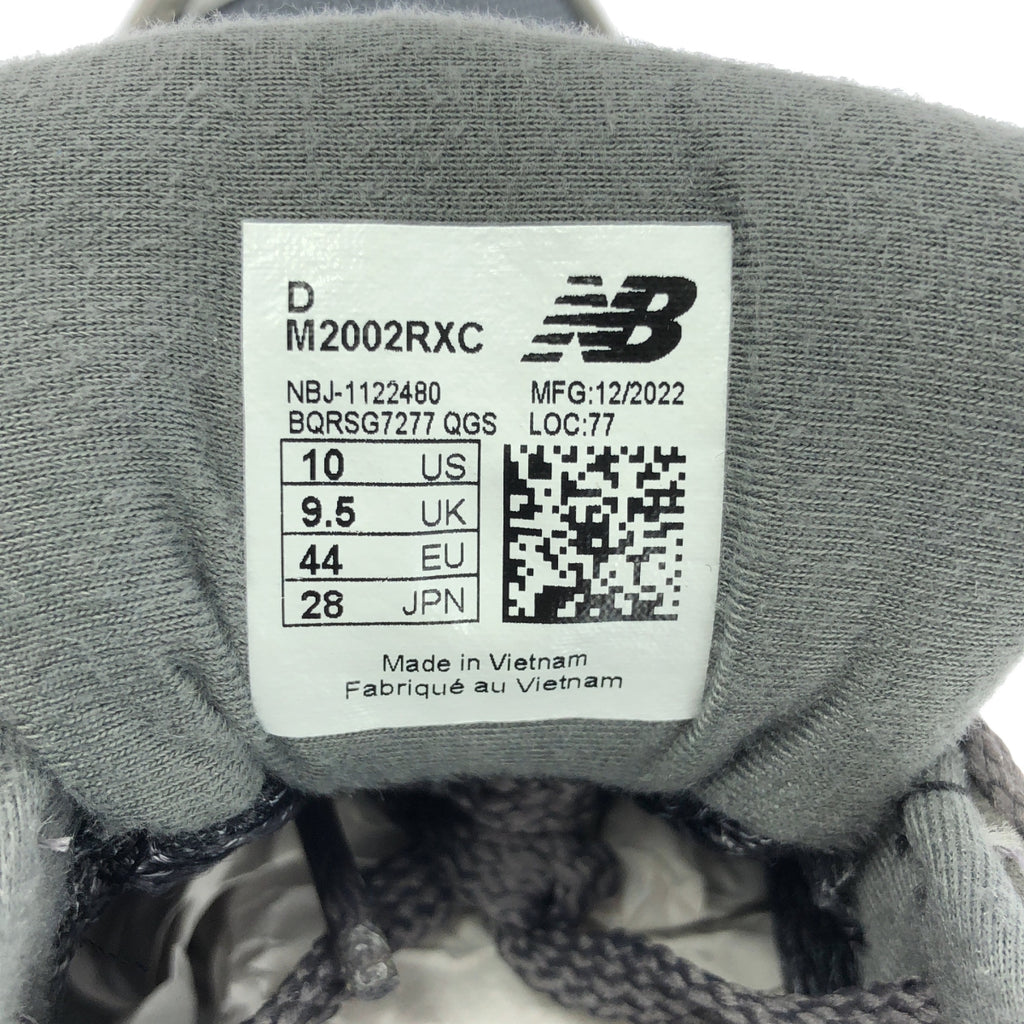 D
M2002RXC
NB
NBJ-1122480
MFG:12/2022
BQRSG7277 QGS
LOC:77
10 US
9.5 UK
44 EU
28 JPN
Made in Vietnam
Fabriqué au Vietnam